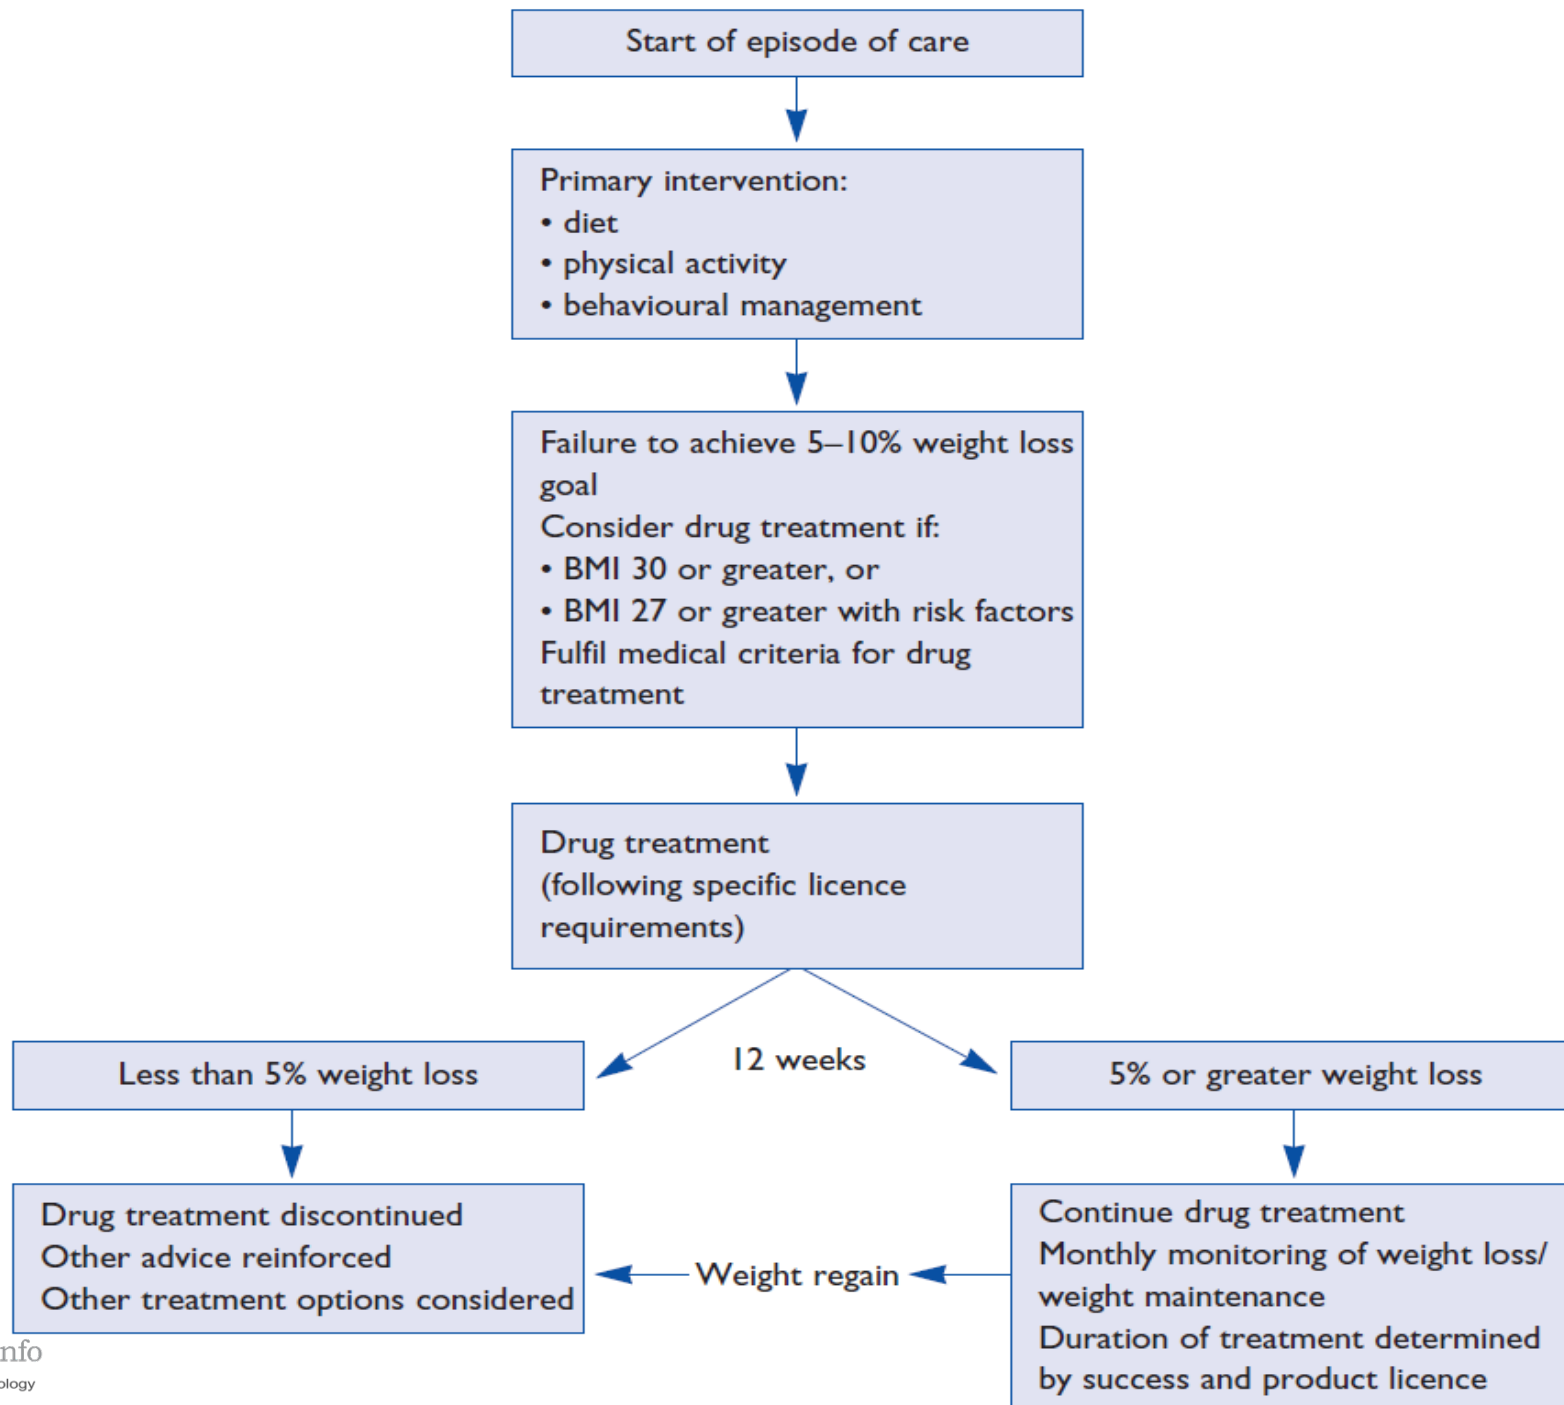 Start of episode of care
Primary intervention:
• diet
• physical activity
• behavioural management
Failure to achieve 5–10% weight loss
goal
Consider drug treatment if:
• BMI 30 or greater, or
• BMI 27 or greater with risk factors
Fulfil medical criteria for drug
treatment
Drug treatment
(following specific licence
requirements)
12 weeks
Less than 5% weight loss
5% or greater weight loss
Drug treatment discontinued
Other advice reinforced
Other treatment options considered
Weight regain
Continue drug treatment
Monthly monitoring of weight loss/
weight maintenance
Duration of treatment determined
by success and product licence